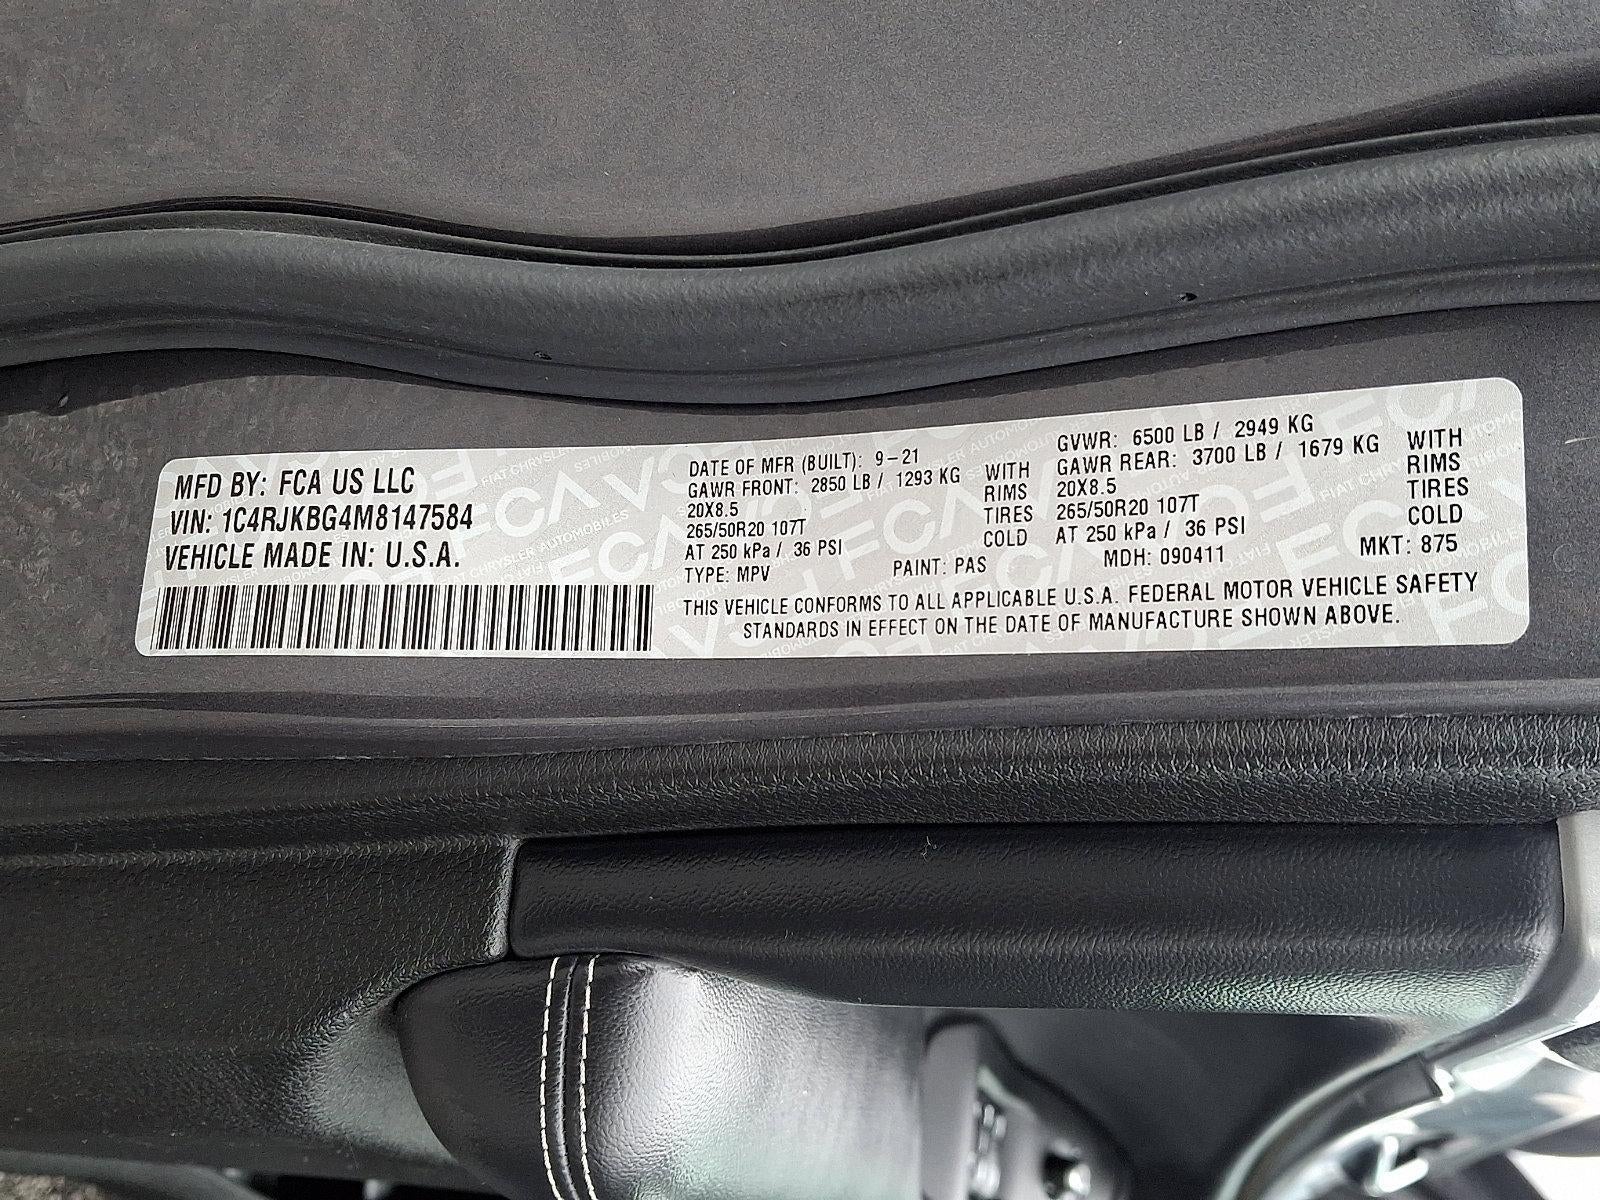 MFD BY: FCA US LLC
VIN: 1C4RJKBG4M8147584
VEHICLE MADE IN: U.S.A.
DATE OF MFR (BUILT): 9-21
GAWR FRONT: 2850 LB / 1293 KG WITH
20X8.5 RIMS
265/50R20 107T TIRES
AT 250 kPa / 36 PSI COLD
TYPE: MPV PAINT: PAS
GVWR: 6500 LB / 2949 KG
GAWR REAR: 3700 LB / 1679 KG WITH
20X8.5 RIMS
265/50R20 107T TIRES
AT 250 kPa / 36 PSI COLD
MDH: 090411 MKT: 875
THIS VEHICLE CONFORMS TO ALL APPLICABLE U.S.A. FEDERAL MOTOR VEHICLE SAFETY
STANDARDS IN EFFECT ON THE DATE OF MANUFACTURE SHOWN ABOVE.